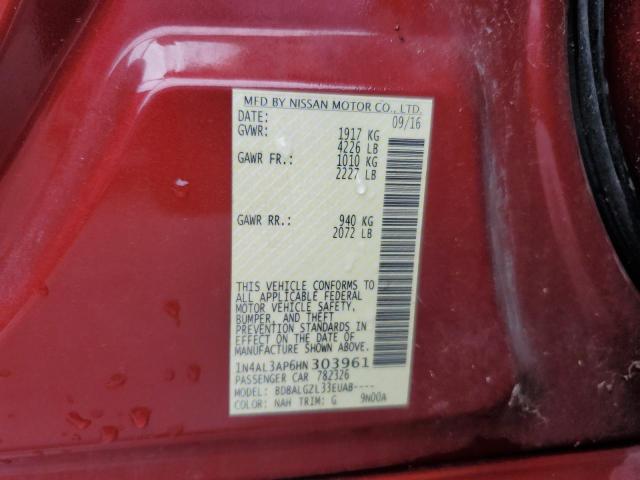 MFD BY NISSAN MOTOR CO., LTD.
DATE: 09/16
GVWR: 1917 KG
4226 LB
GAWR FR.: 1010 KG
2227 LB
GAWR RR.: 940 KG
2072 LB
THIS VEHICLE CONFORMS TO
ALL APPLICABLE FEDERAL
MOTOR VEHICLE SAFETY,
BUMPER, AND THEFT
PREVENTION STANDARDS IN
EFFECT ON THE DATE OF
MANUFACTURE SHOWN ABOVE.
1N4AL3AP6HN303961
PASSENGER CAR 782326
MODEL: BDBALGZL33EUAB----
COLOR: NAH TRIM: G 9N00A